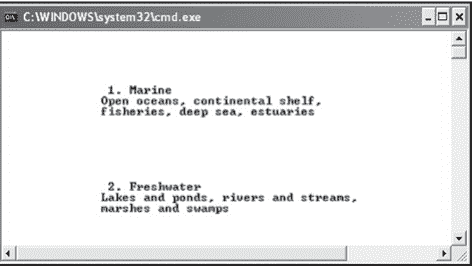 C:\WINDOWS\system32\cmd.exe
1. Marine
Open oceans, continental shelf,
fisheries, deep sea, estuaries
2. Freshwater
Lakes and ponds, rivers and streams,
marshes and swamps